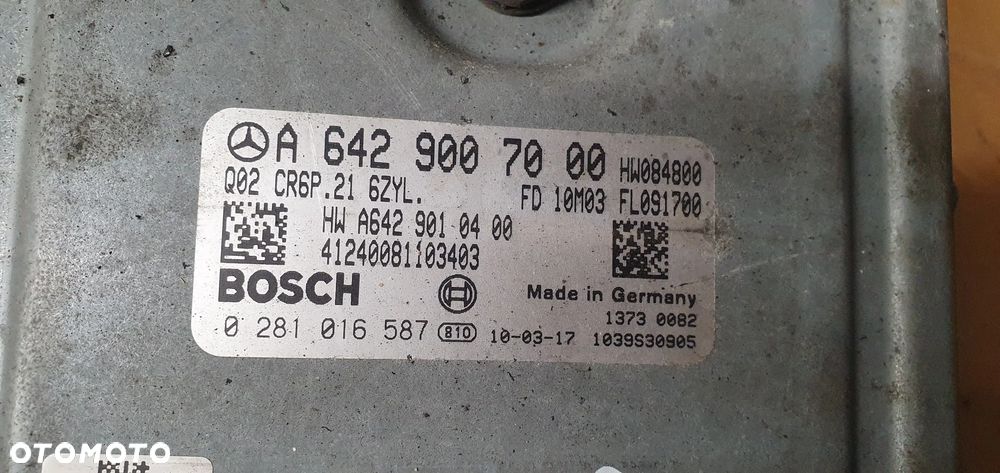 A 642 900 70 00 HW084800
Q02 CR6P.21 6ZYL. FD 10M03 FL091700
HW A642 901 04 00
41240081103403
BOSCH
Made in Germany
1373 0082
0 281 016 587 810 10-03-17 1039S30905
OTOMOTO